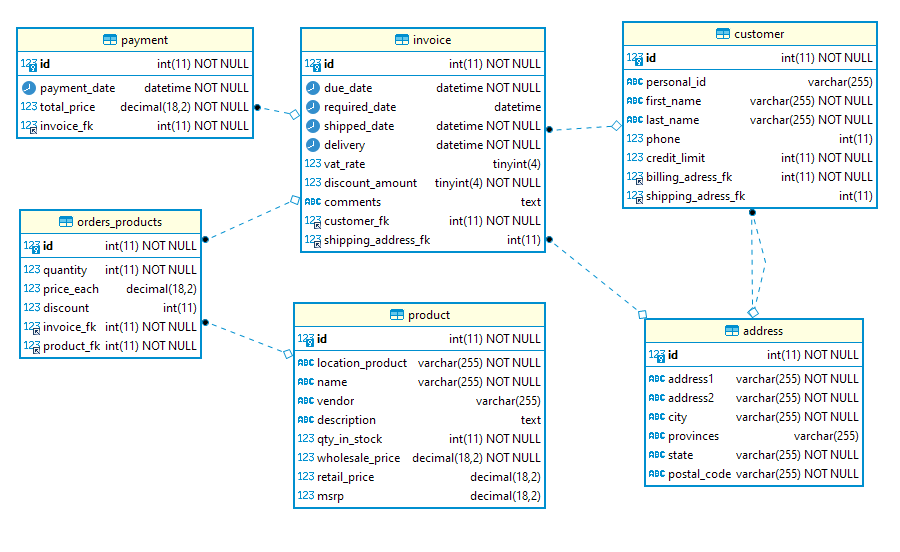 payment
123 id int(11) NOT NULL
payment_date datetime NOT NULL
123 total_price decimal(18,2) NOT NULL
123 invoice_fk int(11) NOT NULL
invoice
123 id int(11) NOT NULL
due_date datetime NOT NULL
required_date datetime
shipped_date datetime NOT NULL
delivery datetime NOT NULL
123 vat_rate tinyint(4)
123 discount_amount tinyint(4) NOT NULL
ABC comments text
123 customer_fk int(11) NOT NULL
123 shipping_address_fk int(11)
customer
123 id int(11) NOT NULL
ABC personal_id varchar(255)
ABC first_name varchar(255) NOT NULL
ABC last_name varchar(255) NOT NULL
123 phone int(11)
123 credit_limit int(11) NOT NULL
123 billing_adress_fk int(11) NOT NULL
123 shipping_adress_fk int(11)
orders_products
123 id int(11) NOT NULL
123 quantity int(11) NOT NULL
123 price_each decimal(18,2)
123 discount int(11)
123 invoice_fk int(11) NOT NULL
123 product_fk int(11) NOT NULL
product
123 id int(11) NOT NULL
ABC location_product varchar(255) NOT NULL
ABC name varchar(255) NOT NULL
ABC vendor varchar(255)
ABC description text
123 qty_in_stock int(11) NOT NULL
123 wholesale_price decimal(18,2) NOT NULL
123 retail_price decimal(18,2)
123 msrp decimal(18,2)
address
123 id int(11) NOT NULL
ABC address1 varchar(255) NOT NULL
ABC address2 varchar(255) NOT NULL
ABC city varchar(255) NOT NULL
ABC provinces varchar(255)
ABC state varchar(255) NOT NULL
ABC postal_code varchar(255) NOT NULL